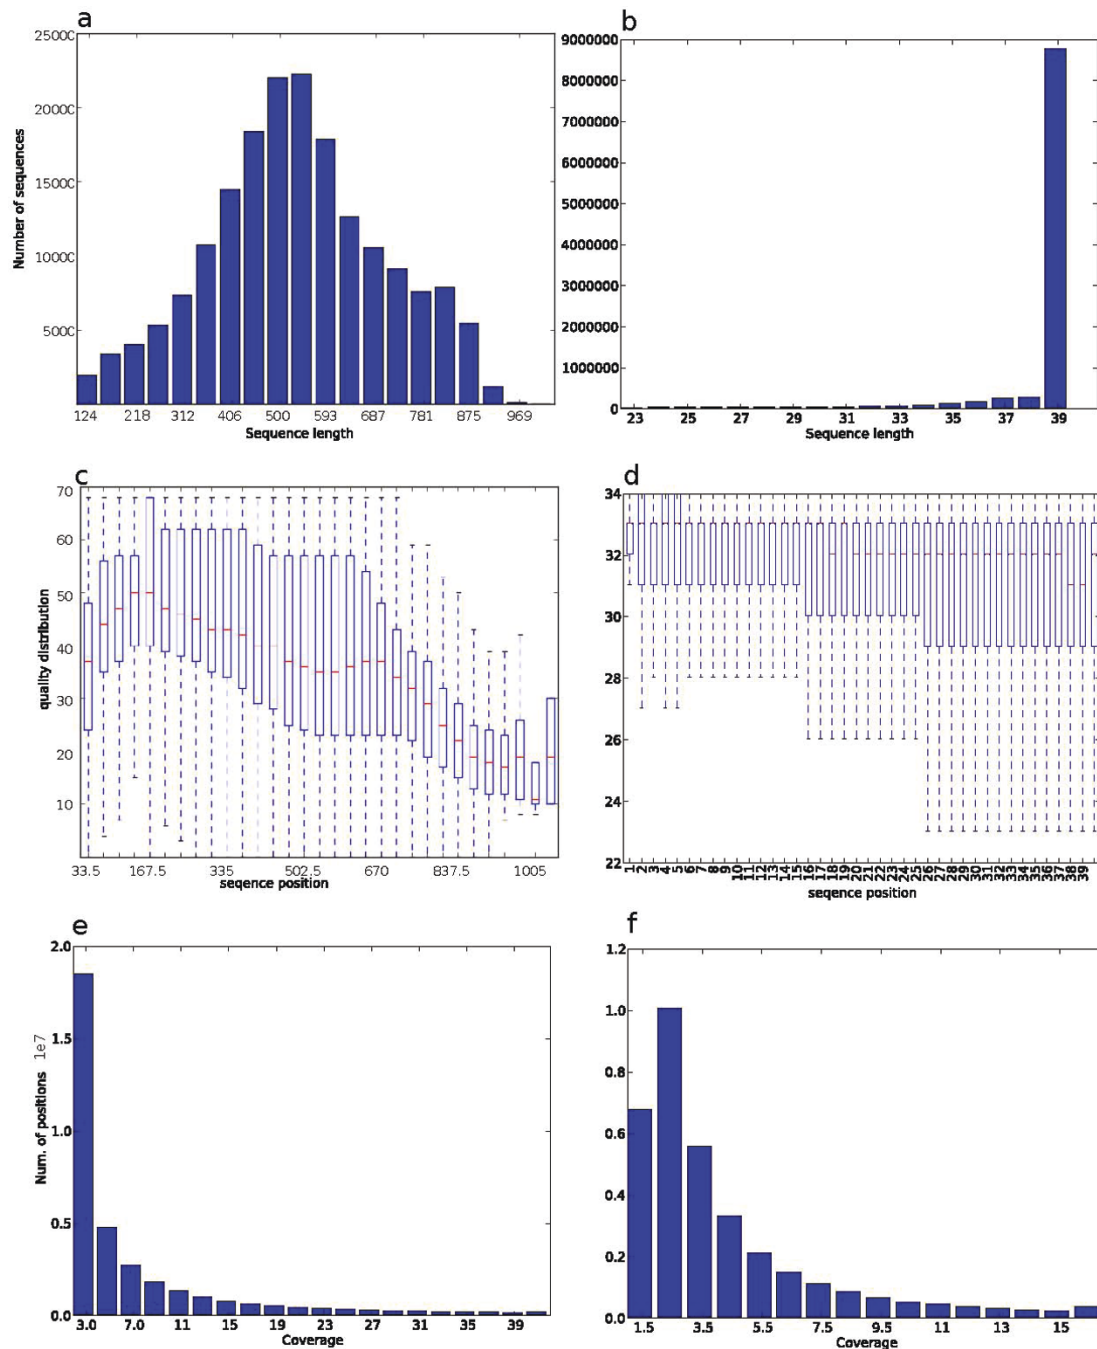 a
25000
20000
15000
10000
5000
Number of sequences
124 218 312 406 500 593 687 781 875 969
Sequence length
b
9000000
8000000
7000000
6000000
5000000
4000000
3000000
2000000
1000000
0
23 25 27 29 31 33 35 37 39
Sequence length
c
70
60
50
40
30
20
10
quality distribution
33.5 167.5 335 502.5 670 837.5 1005
seqence position
d
34
32
30
28
26
24
22
1 2 3 4 5 6 7 8 9 10 11 12 13 14 15 16 17 18 19 20 21 22 23 24 25 26 27 28 29 30 31 32 33 34 35 36 37 38 39
seqence position
e
2.0
1.5
1.0
0.5
0.0
Num. of positions 1e7
3.0 7.0 11 15 19 23 27 31 35 39
Coverage
f
1.2
1.0
0.8
0.6
0.4
0.2
0.0
1.5 3.5 5.5 7.5 9.5 11 13 15
Coverage